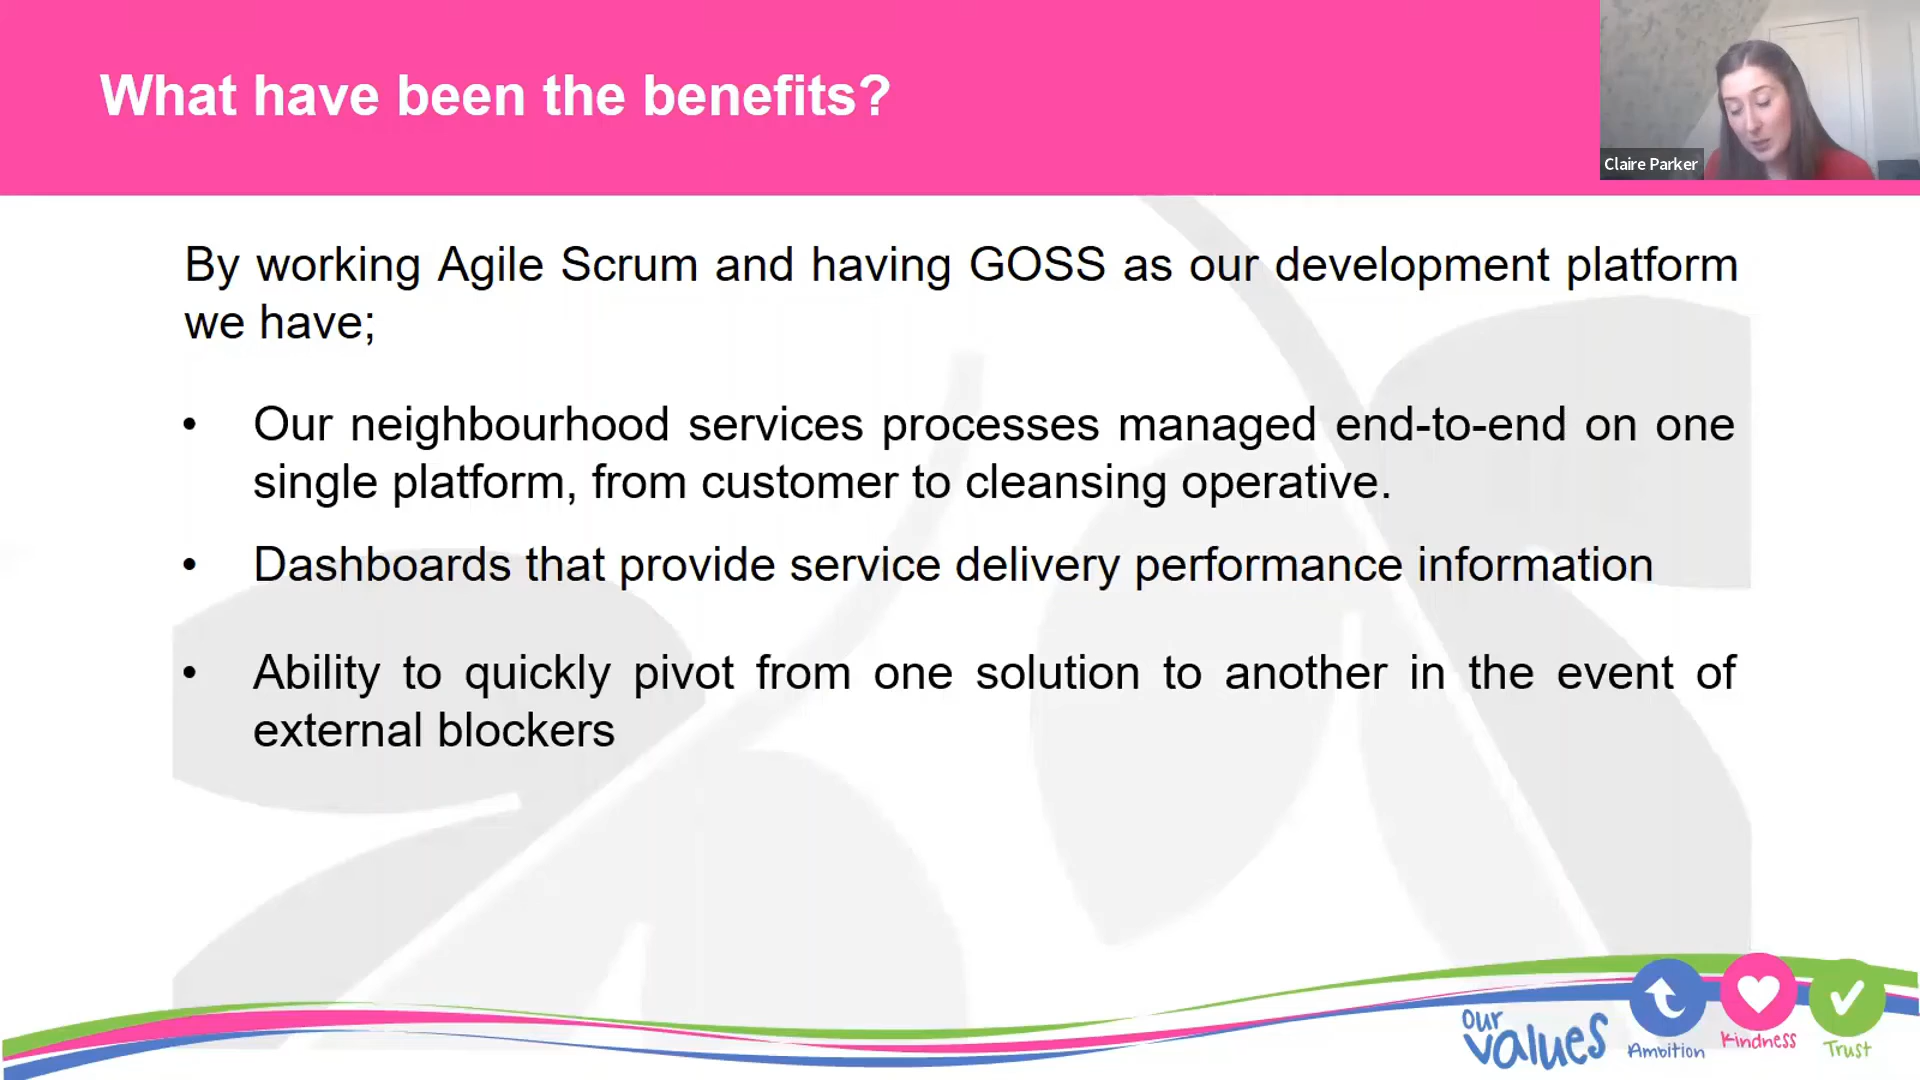 What have been the benefits?
Claire Parker
By working Agile Scrum and having GOSS as our development platform
we have;
• Our neighbourhood services processes managed end-to-end on one
single platform, from customer to cleansing operative.
• Dashboards that provide service delivery performance information
• Ability to quickly pivot from one solution to another in the event of
external blockers
our
values
Ambition
Kindness
Trust